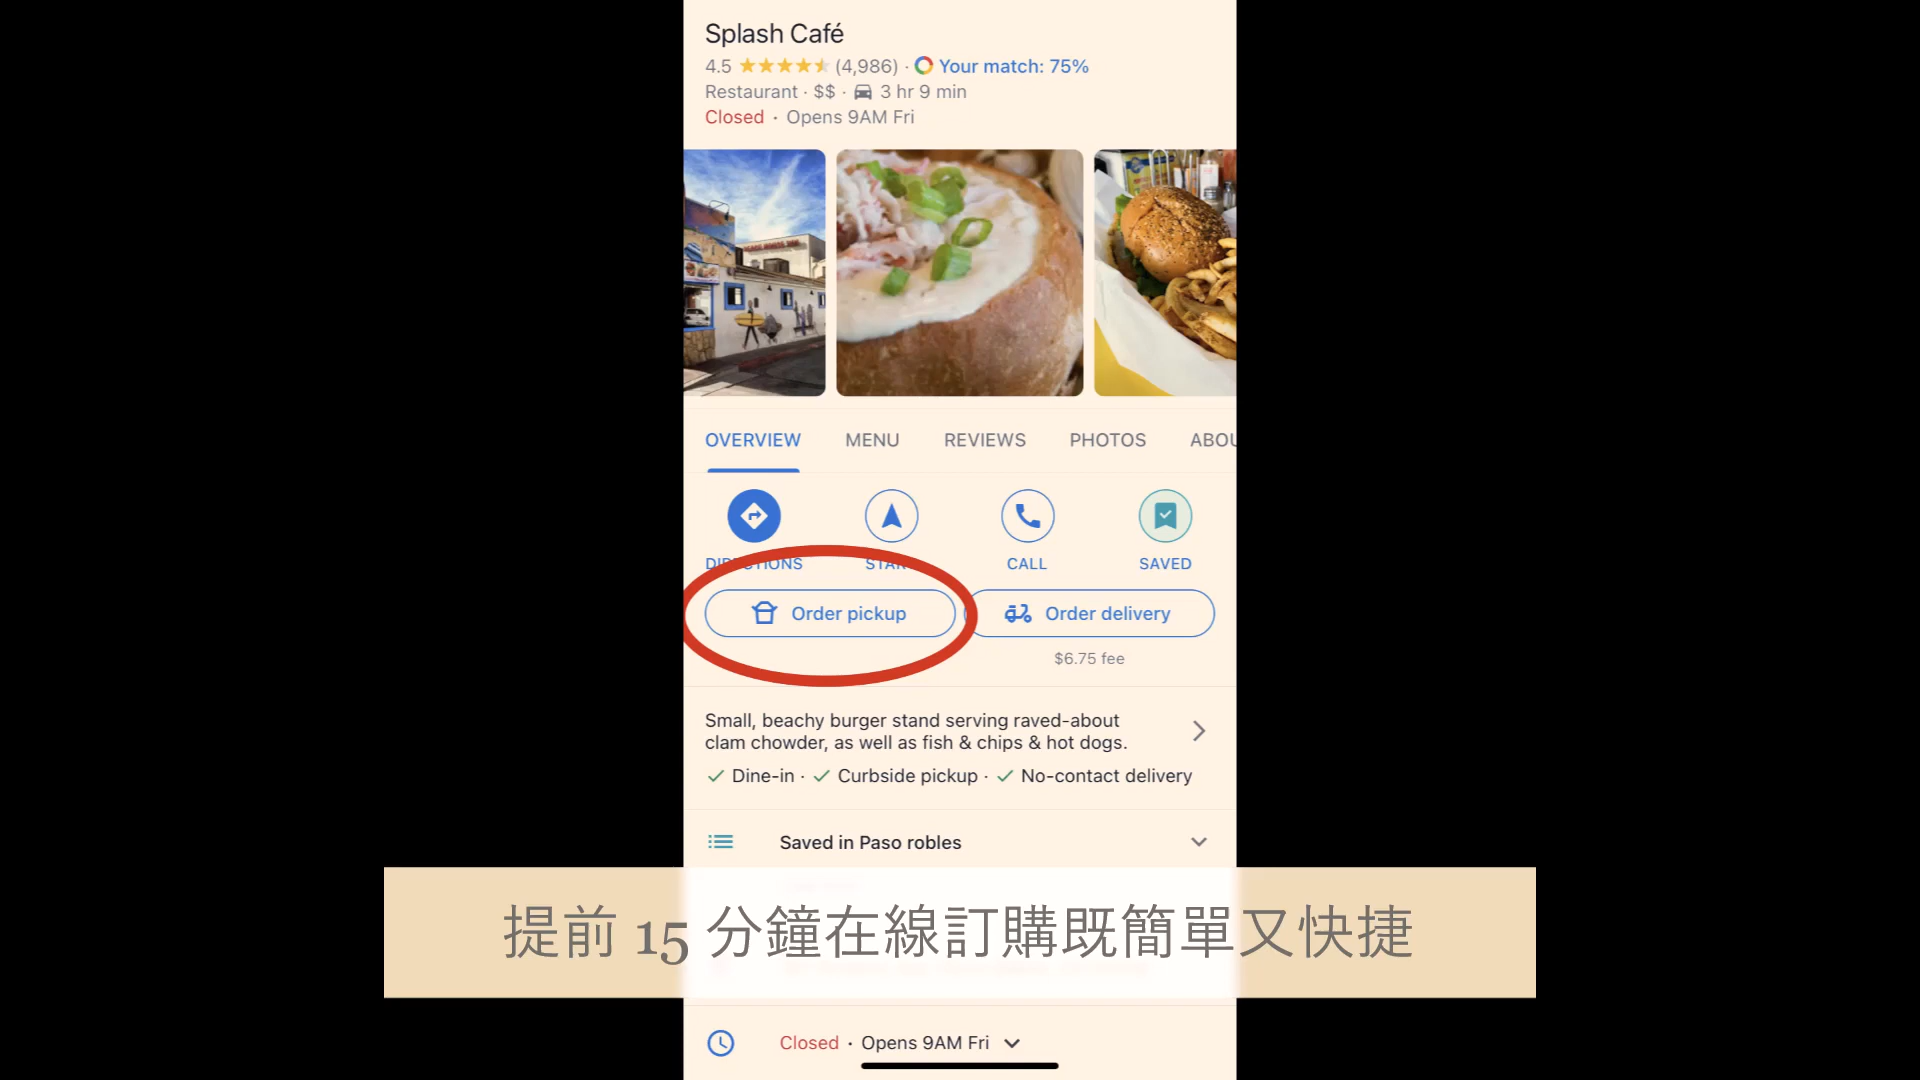 Splash Café
4.5 (4,986) · Your match: 75%
Restaurant · $$ · 3 hr 9 min
Closed · Opens 9AM Fri
OVERVIEW MENU REVIEWS PHOTOS ABOU
DIRECTIONS START CALL SAVED
Order pickup Order delivery
$6.75 fee
Small, beachy burger stand serving raved-about
clam chowder, as well as fish & chips & hot dogs.
Dine-in · Curbside pickup · No-contact delivery
Saved in Paso robles
提前 15 分鐘在線訂購既簡單又快捷
Closed · Opens 9AM Fri